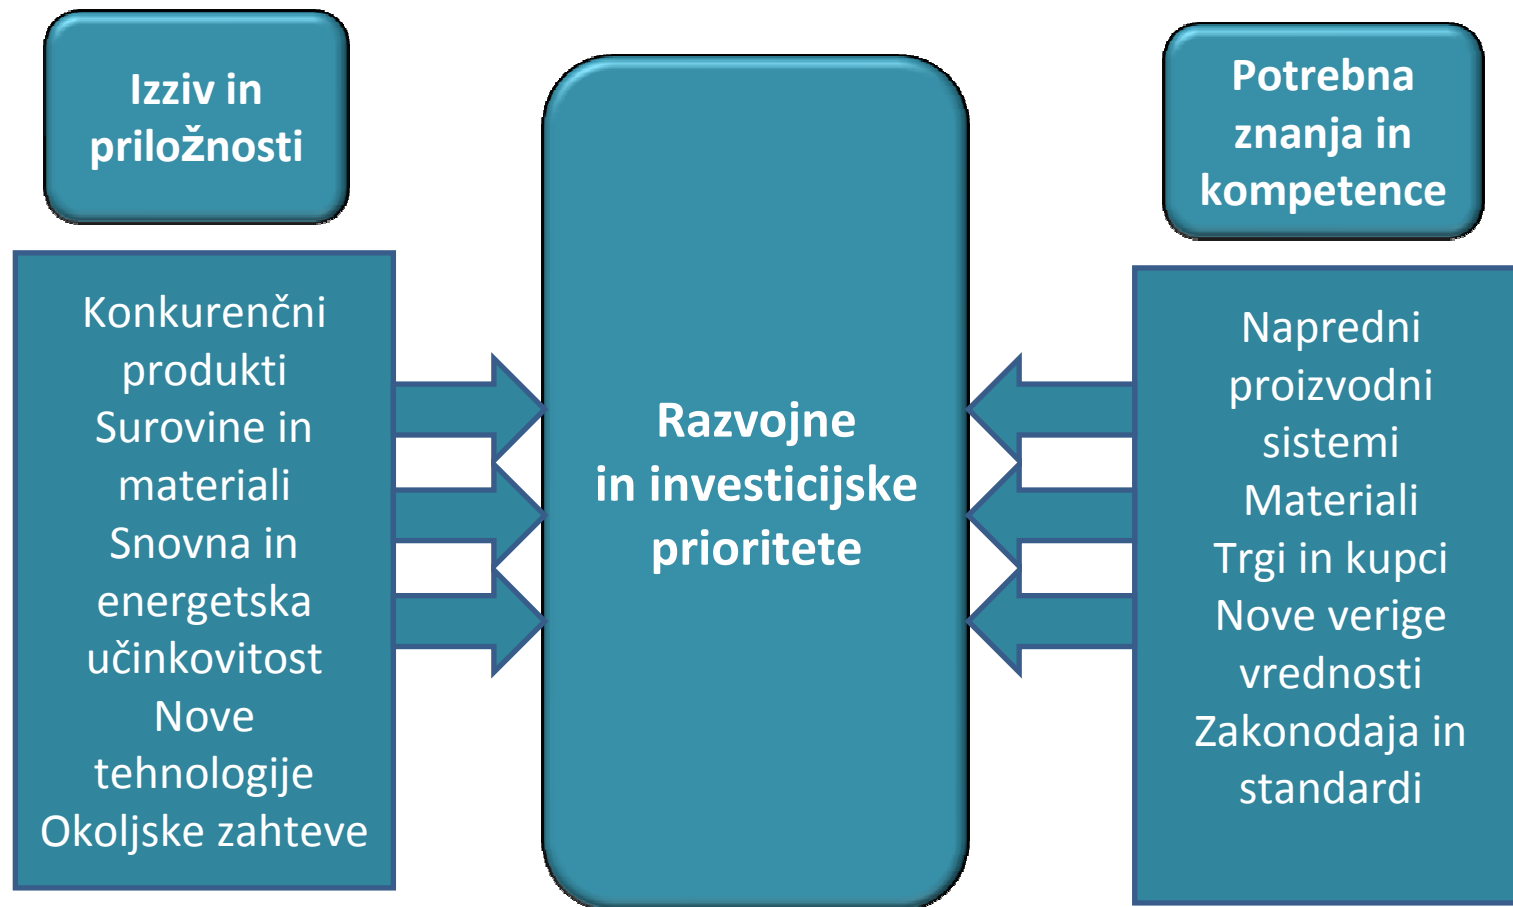 Izziv in
priložnosti
Konkurenčni
produkti
Surovine in
materiali
Snovna in
energetska
učinkovitost
Nove
tehnologije
Okoljske zahteve
Razvojne
in investicijske
prioritete
Potrebna
znanja in
kompetence
Napredni
proizvodni
sistemi
Materiali
Trgi in kupci
Nove verige
vrednosti
Zakonodaja in
standardi